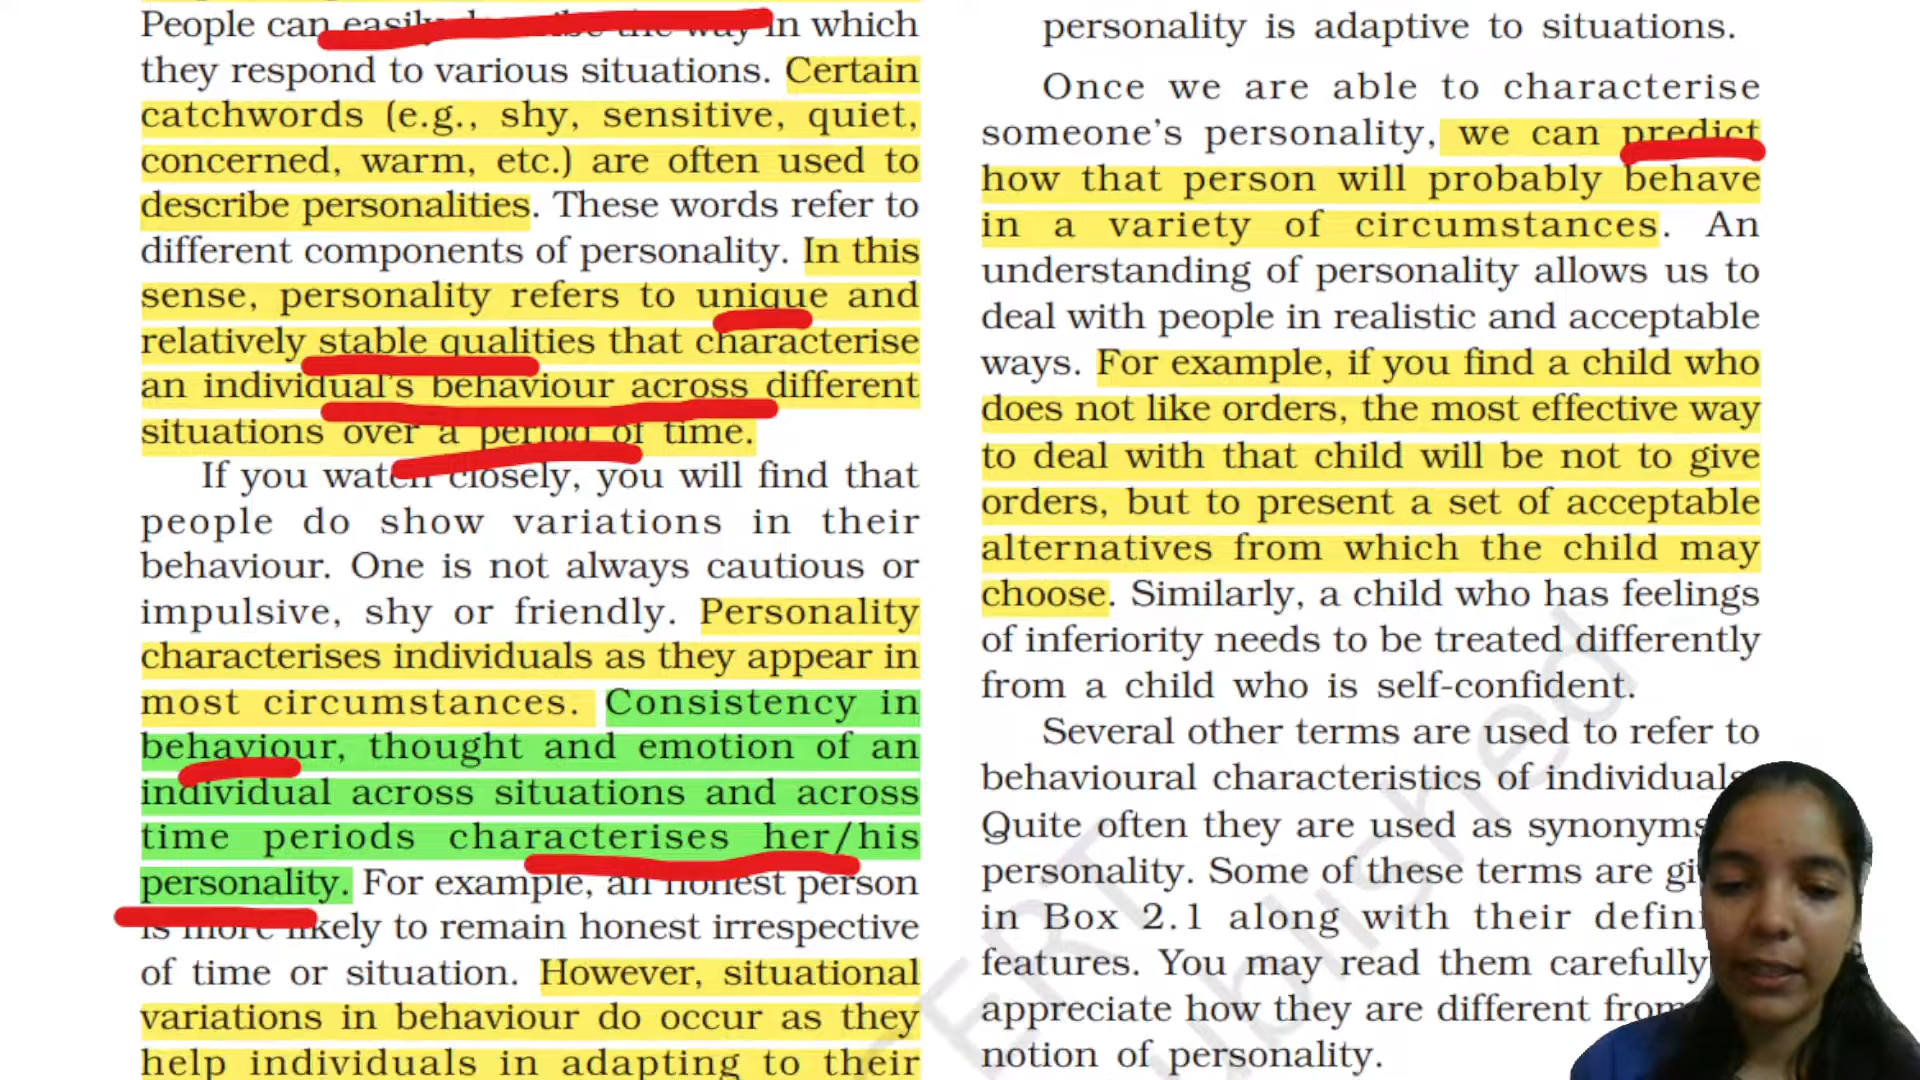 People can easily describe the way in which
they respond to various situations. Certain
catchwords (e.g., shy, sensitive, quiet,
concerned, warm, etc.) are often used to
describe personalities. These words refer to
different components of personality. In this
sense, personality refers to unique and
relatively stable qualities that characterise
an individual's behaviour across different
situations over a period of time.
If you watch closely, you will find that
people do show variations in their
behaviour. One is not always cautious or
impulsive, shy or friendly. Personality
characterises individuals as they appear in
most circumstances. Consistency in
behaviour, thought and emotion of an
individual across situations and across
time periods characterises her/his
personality. For example, an honest person
is more likely to remain honest irrespective
of time or situation. However, situational
variations in behaviour do occur as they
help individuals in adapting to their
personality is adaptive to situations.
Once we are able to characterise
someone's personality, we can predict
how that person will probably behave
in a variety of circumstances. An
understanding of personality allows us to
deal with people in realistic and acceptable
ways. For example, if you find a child who
does not like orders, the most effective way
to deal with that child will be not to give
orders, but to present a set of acceptable
alternatives from which the child may
choose. Similarly, a child who has feelings
of inferiority needs to be treated differently
from a child who is self-confident.
Several other terms are used to refer to
behavioural characteristics of individuals.
Quite often they are used as synonyms
personality. Some of these terms are
in Box 2.1 along with their
features. You may read them carefully
appreciate how they are different from
notion of personality.